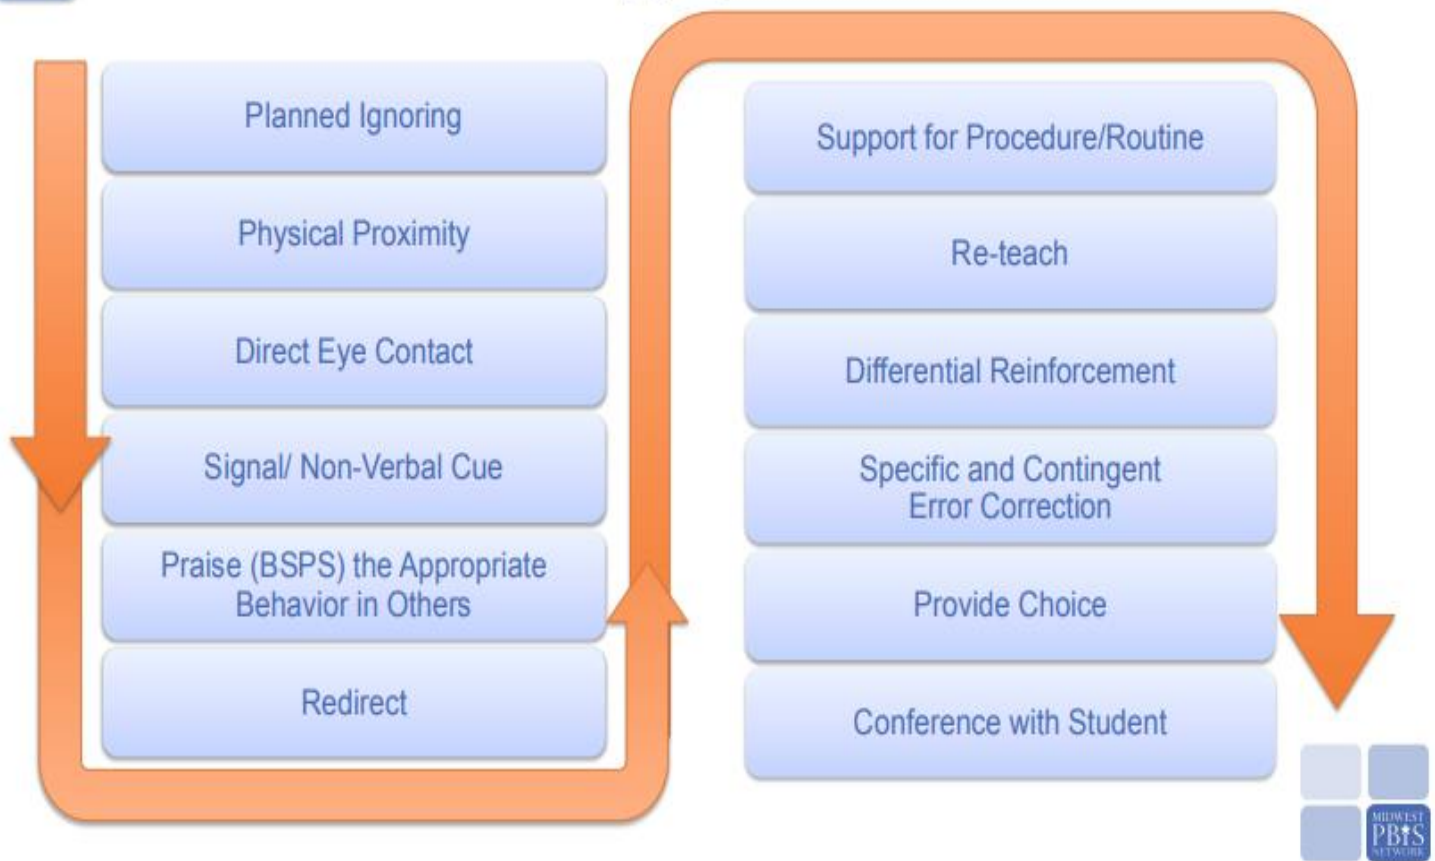 Planned Ignoring
Physical Proximity
Direct Eye Contact
Signal/ Non-Verbal Cue
Praise (BSPS) the Appropriate
Behavior in Others
Redirect
Support for Procedure/Routine
Re-teach
Differential Reinforcement
Specific and Contingent
Error Correction
Provide Choice
Conference with Student
MIDWEST
PBIS
NETWORK